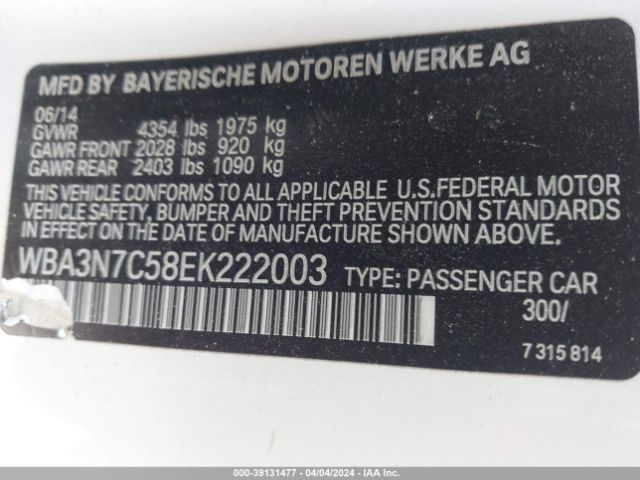 MFD BY BAYERISCHE MOTOREN WERKE AG
06/14
GVWR 4354 lbs 1975 kg
GAWR FRONT 2028 lbs 920 kg
GAWR REAR 2403 lbs 1090 kg
THIS VEHICLE CONFORMS TO ALL APPLICABLE U.S.FEDERAL MOTOR
VEHICLE SAFETY, BUMPER AND THEFT PREVENTION STANDARDS
IN EFFECT ON THE DATE OF MANUFACTURE SHOWN ABOVE.
WBA3N7C58EK222003 TYPE: PASSENGER CAR
300/
7 315 814
000-39131477 - 04/04/2024 - IAA Inc.